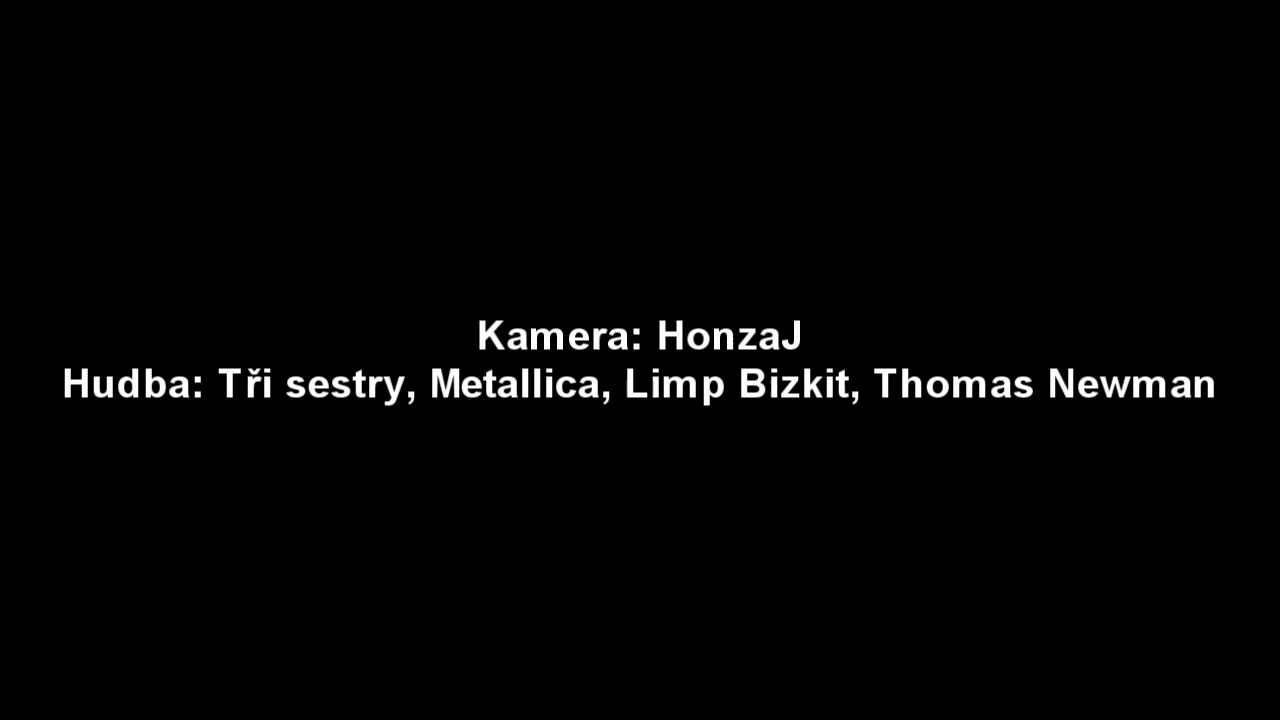 Kamera: HonzaJ
Hudba: Tři sestry, Metallica, Limp Bizkit, Thomas Newman